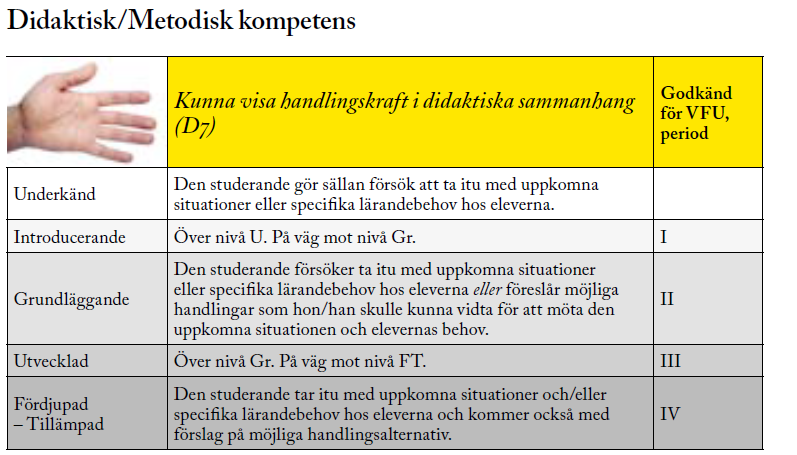 Didaktisk/Metodisk kompetens
Kunna visa handlingskraft i didaktiska sammanhang
(D7)
Godkänd
för VFU,
period
Underkänd
Den studerande gör sällan försök att ta itu med uppkomna
situationer eller specifika lärandebehov hos eleverna.
Introducerande
Över nivå U. På väg mot nivå Gr.
I
Grundläggande
Den studerande försöker ta itu med uppkomna situationer
eller specifika lärandebehov hos eleverna eller föreslår möjliga
handlingar som hon/han skulle kunna vidta för att möta den
uppkomna situationen och elevernas behov.
II
Utvecklad
Över nivå Gr. På väg mot nivå FT.
III
Fördjupad
– Tillämpad
Den studerande tar itu med uppkomna situationer och/eller
specifika lärandebehov hos eleverna och kommer också med
förslag på möjliga handlingsalternativ.
IV